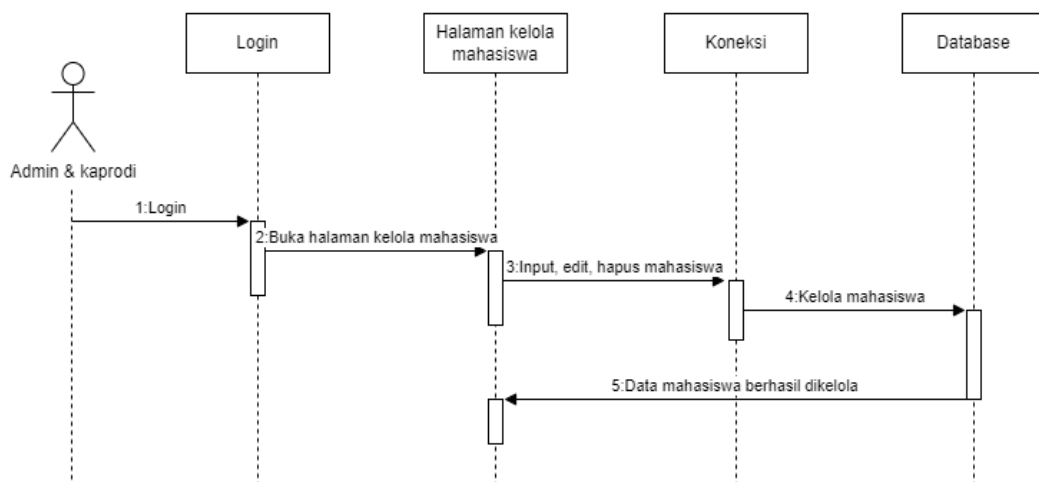 Login
Halaman kelola
mahasiswa
Koneksi
Database
Admin & kaprodi
1:Login
2:Buka halaman kelola mahasiswa
3:Input, edit, hapus mahasiswa
4:Kelola mahasiswa
5:Data mahasiswa berhasil dikelola